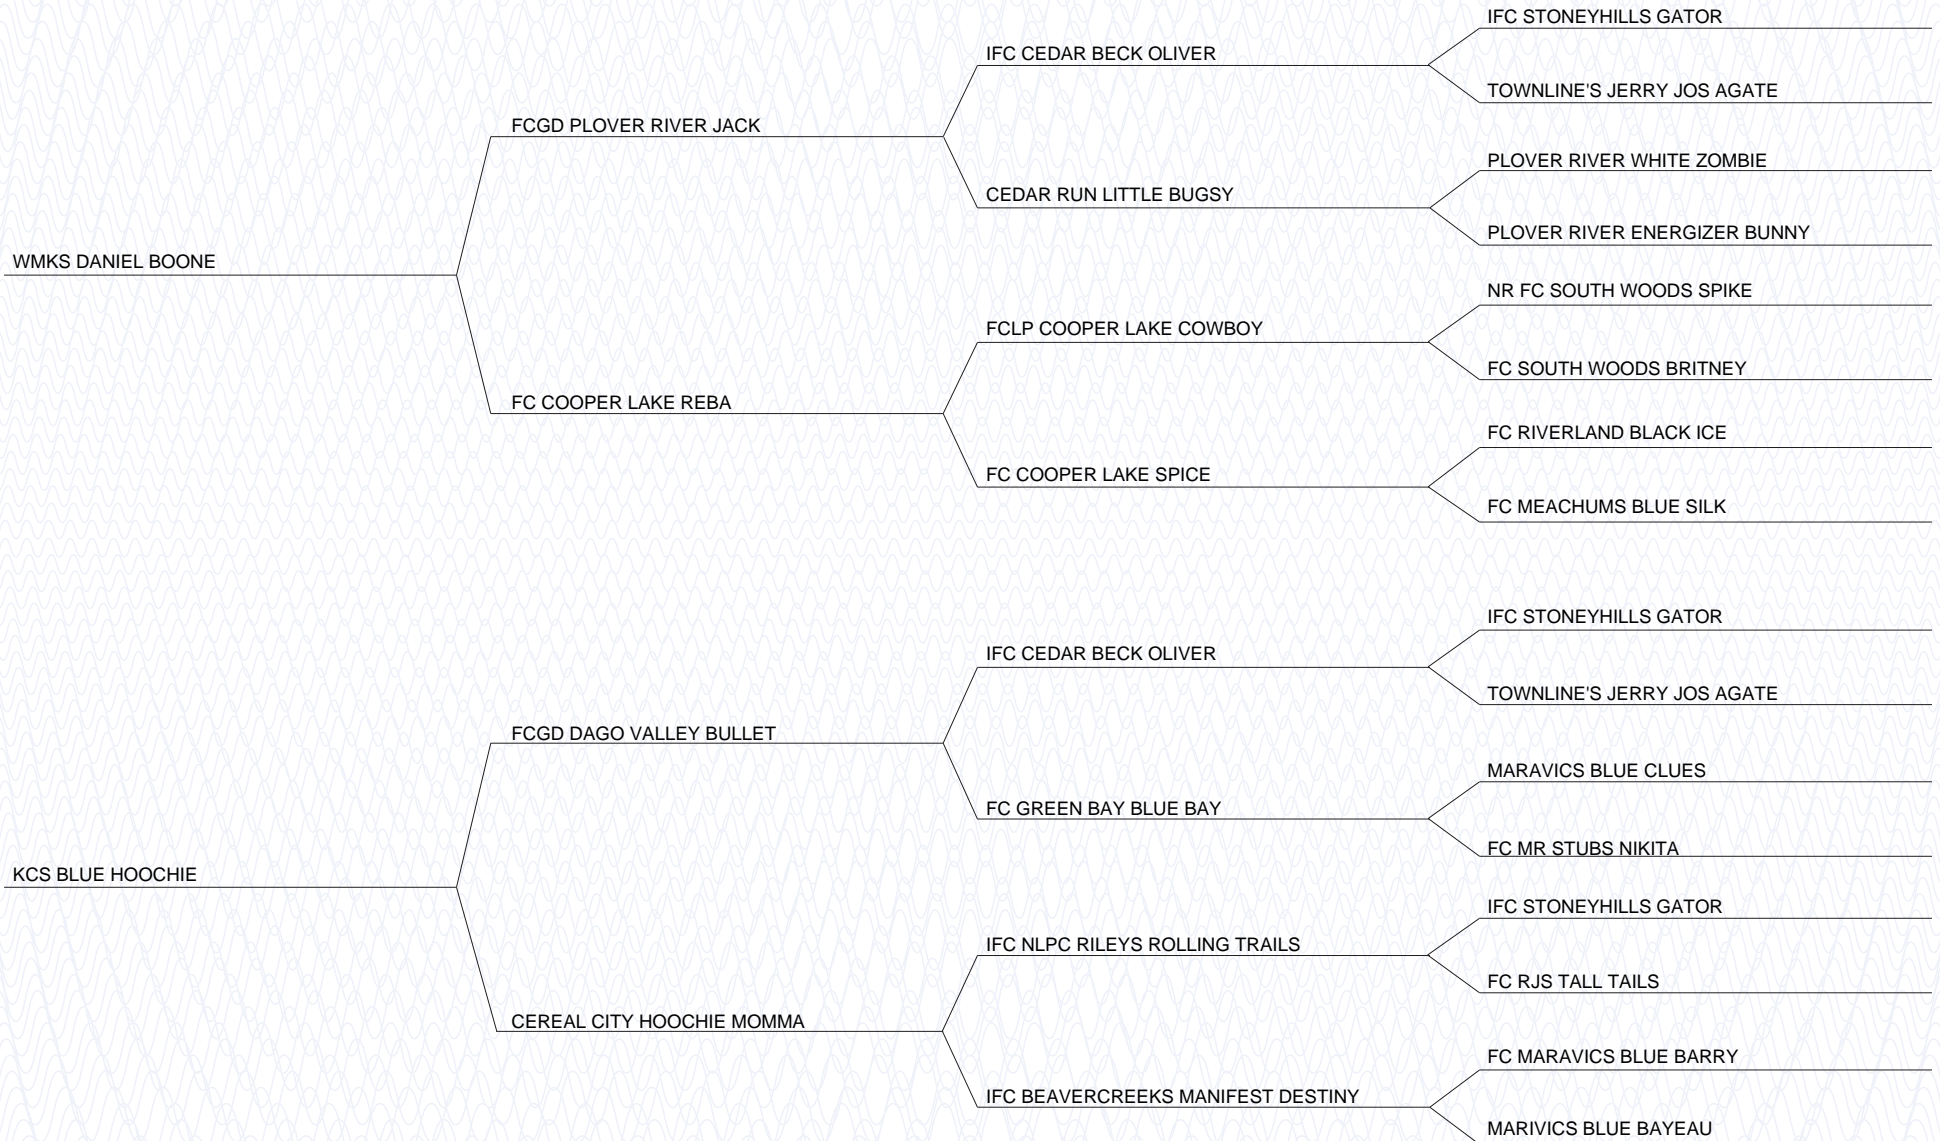 IFC STONEYHILLS GATOR
IFC CEDAR BECK OLIVER
TOWNLINE'S JERRY JOS AGATE
FCGD PLOVER RIVER JACK
PLOVER RIVER WHITE ZOMBIE
CEDAR RUN LITTLE BUGSY
PLOVER RIVER ENERGIZER BUNNY
WMKS DANIEL BOONE
NR FC SOUTH WOODS SPIKE
FCLP COOPER LAKE COWBOY
FC SOUTH WOODS BRITNEY
FC COOPER LAKE REBA
FC RIVERLAND BLACK ICE
FC COOPER LAKE SPICE
FC MEACHUMS BLUE SILK
IFC STONEYHILLS GATOR
IFC CEDAR BECK OLIVER
TOWNLINE'S JERRY JOS AGATE
FCGD DAGO VALLEY BULLET
MARAVICS BLUE CLUES
FC GREEN BAY BLUE BAY
FC MR STUBS NIKITA
KCS BLUE HOOCHIE
IFC STONEYHILLS GATOR
IFC NLPC RILEYS ROLLING TRAILS
FC RJS TALL TAILS
CEREAL CITY HOOCHIE MOMMA
FC MARAVICS BLUE BARRY
IFC BEAVERCREEKS MANIFEST DESTINY
MARIVICS BLUE BAYEAU